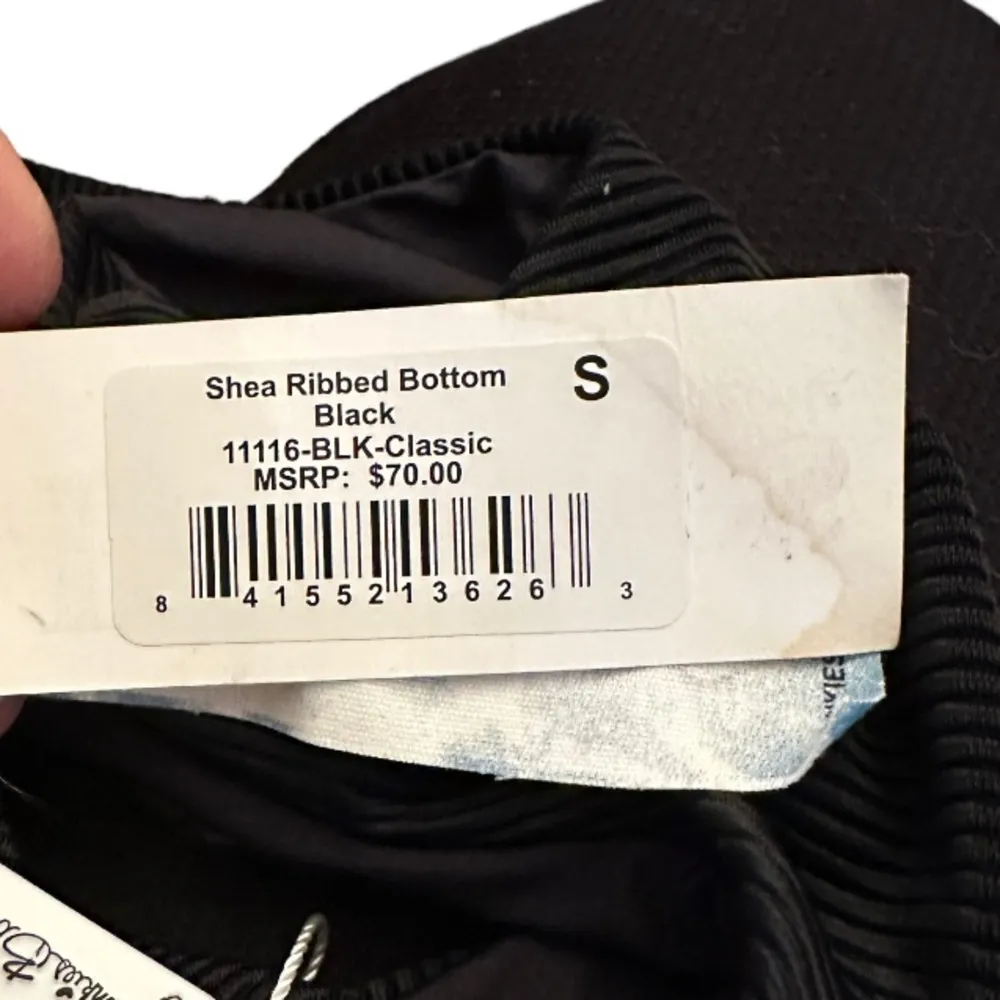 Shea Ribbed Bottom
S
Black
11116-BLK-Classic
MSRP: $70.00
8 41552 13626 3